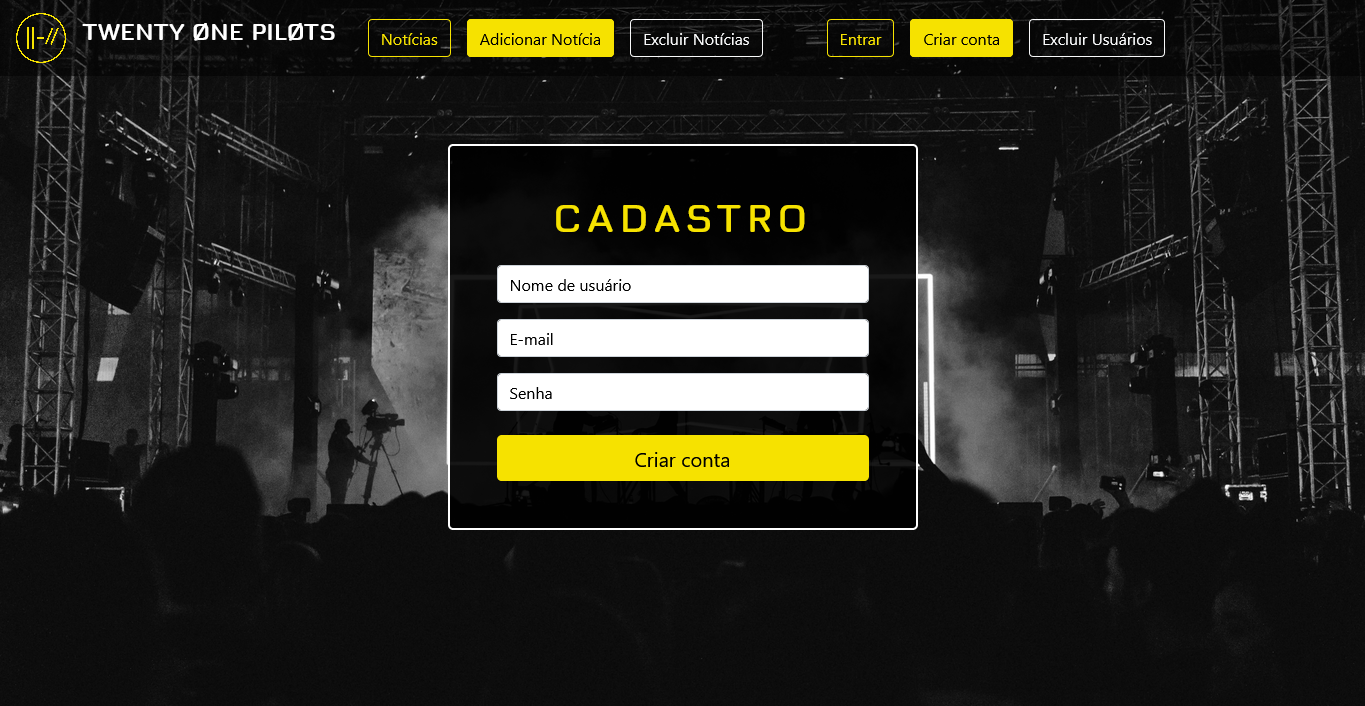 TWENTY ØNE PILØTS Notícias Adicionar Notícia Excluir Notícias Entrar Criar conta Excluir Usuários
CADASTRO
Nome de usuário
E-mail
Senha
Criar conta